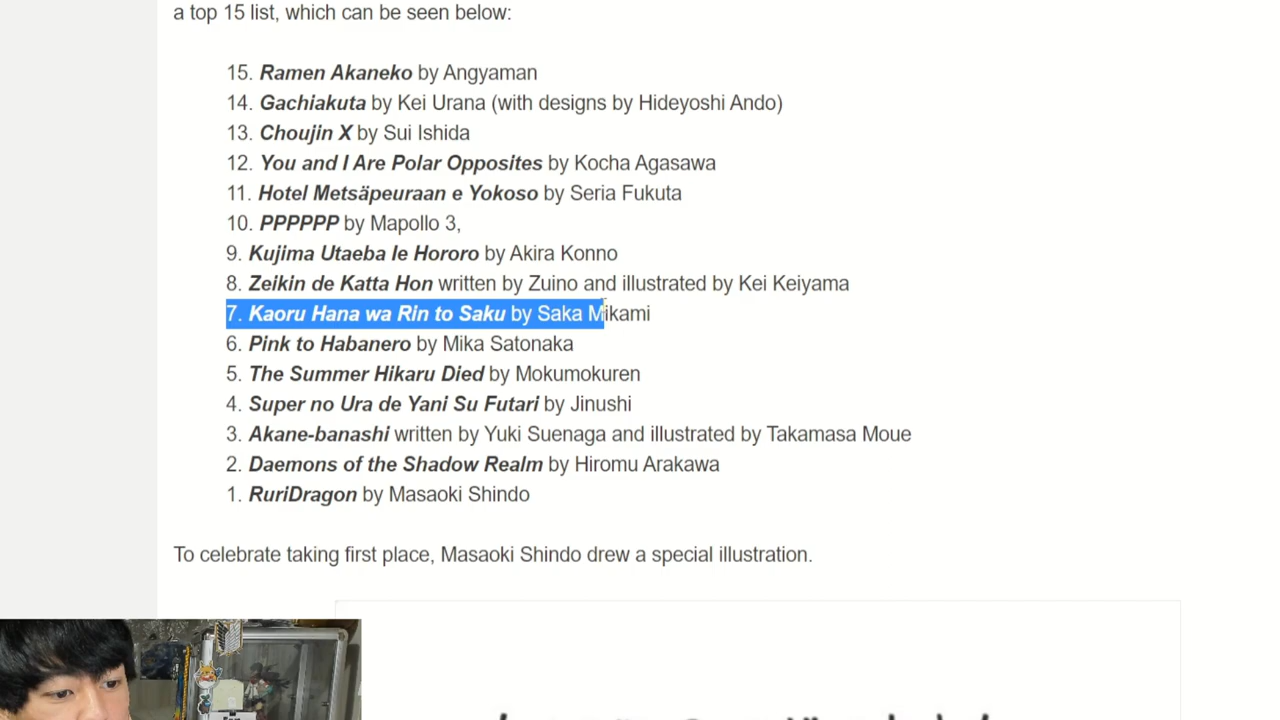 a top 15 list, which can be seen below:
15. Ramen Akaneko by Angyaman
14. Gachiakuta by Kei Urana (with designs by Hideyoshi Ando)
13. Choujin X by Sui Ishida
12. You and I Are Polar Opposites by Kocha Agasawa
11. Hotel Metsäpeuraan e Yokoso by Seria Fukuta
10. PPPPPP by Mapollo 3,
9. Kujima Utaeba Ie Hororo by Akira Konno
8. Zeikin de Katta Hon written by Zuino and illustrated by Kei Keiyama
7. Kaoru Hana wa Rin to Saku by Saka Mikami
6. Pink to Habanero by Mika Satonaka
5. The Summer Hikaru Died by Mokumokuren
4. Super no Ura de Yani Su Futari by Jinushi
3. Akane-banashi written by Yuki Suenaga and illustrated by Takamasa Moue
2. Daemons of the Shadow Realm by Hiromu Arakawa
1. RuriDragon by Masaoki Shindo
To celebrate taking first place, Masaoki Shindo drew a special illustration.